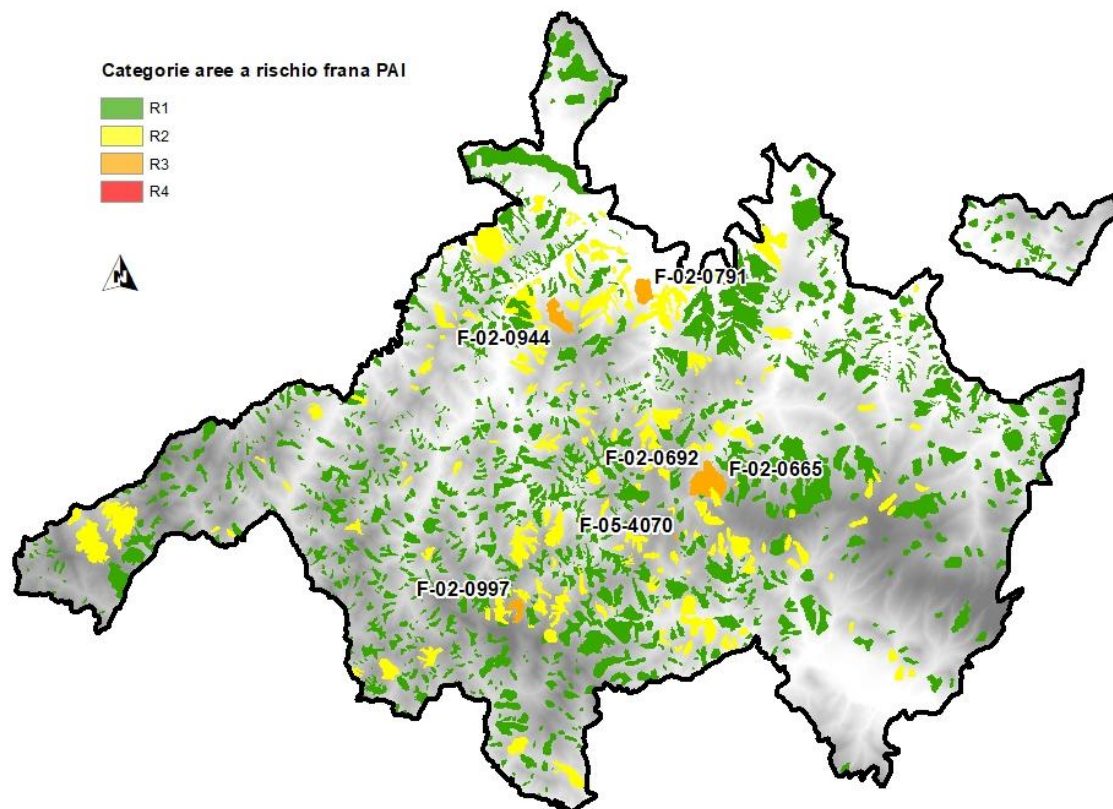 Categorie aree a rischio frana PAI
R1
R2
R3
R4
N
F-02-0791
F-02-0944
F-02-0692
F-02-0665
F-05-4070
F-02-0997